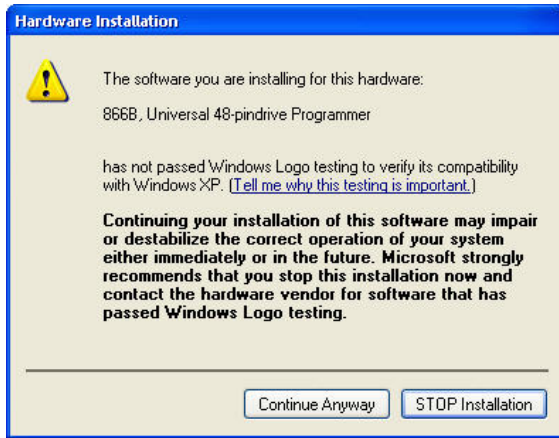 Hardware Installation
The software you are installing for this hardware:
866B, Universal 48-pindrive Programmer
has not passed Windows Logo testing to verify its compatibility
with Windows XP. (Tell me why this testing is important.)
Continuing your installation of this software may impair
or destabilize the correct operation of your system
either immediately or in the future. Microsoft strongly
recommends that you stop this installation now and
contact the hardware vendor for software that has
passed Windows Logo testing.
Continue Anyway
STOP Installation